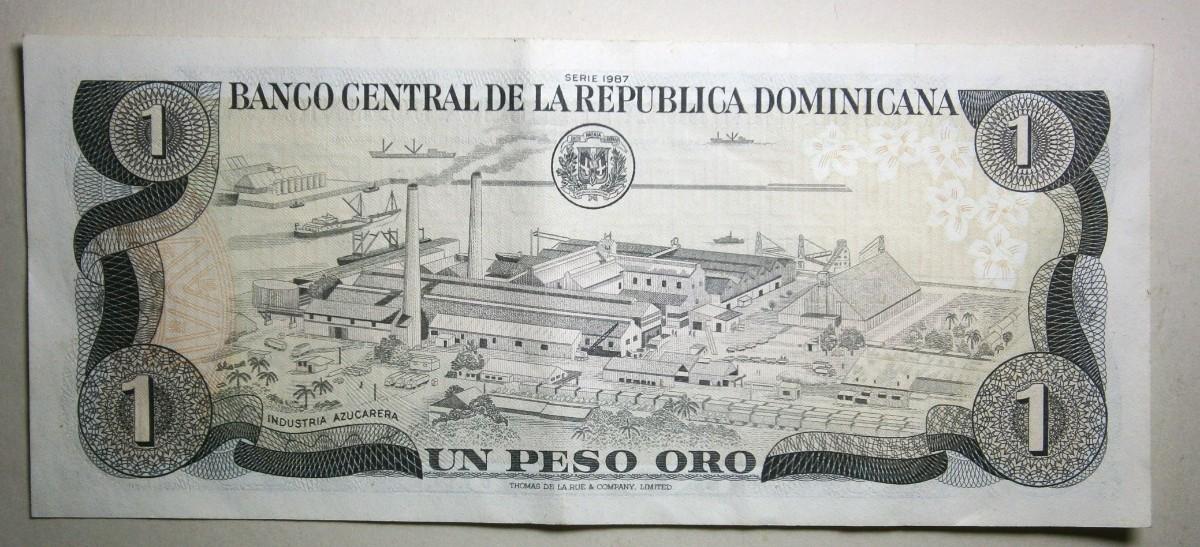 SERIE 1987
BANCO CENTRAL DE LA REPUBLICA DOMINICANA
1
1
1
1
INDUSTRIA AZUCARERA
UN PESO ORO
THOMAS DE LA RUE & COMPANY, LIMITED